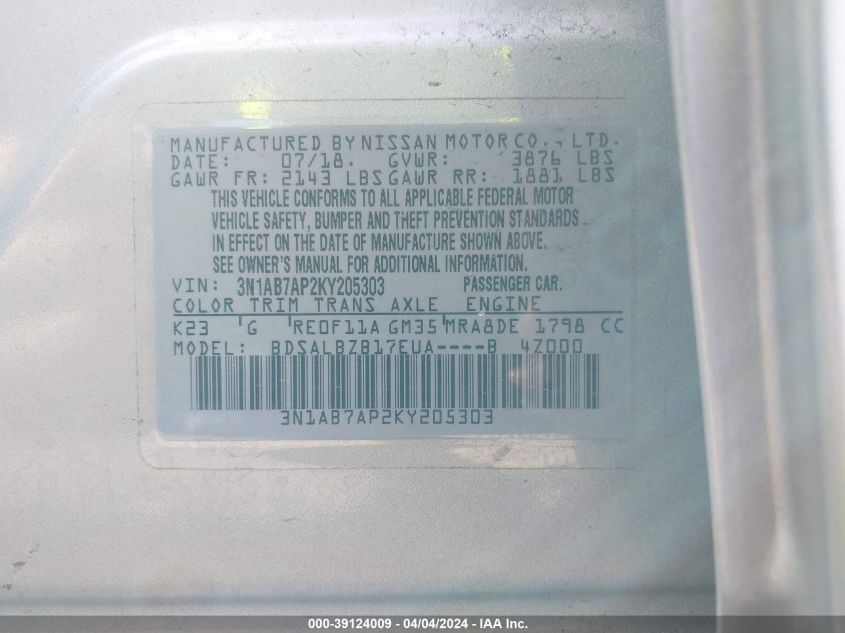 MANUFACTURED BY NISSAN MOTOR CO., LTD.
DATE: 07/18. GVWR: 3876 LBS
GAWR FR: 2143 LBS GAWR RR: 1881 LBS
THIS VEHICLE CONFORMS TO ALL APPLICABLE FEDERAL MOTOR
VEHICLE SAFETY, BUMPER AND THEFT PREVENTION STANDARDS
IN EFFECT ON THE DATE OF MANUFACTURE SHOWN ABOVE.
SEE OWNER'S MANUAL FOR ADDITIONAL INFORMATION.
VIN: 3N1AB7AP2KY205303 PASSENGER CAR.
COLOR TRIM TRANS AXLE ENGINE
K23 G RE0F11A GM35 MRA8DE 1798 CC
MODEL: BDSALBZB17EUA----B 4Z000
3N1AB7AP2KY205303
000-39124009 - 04/04/2024 - IAA Inc.